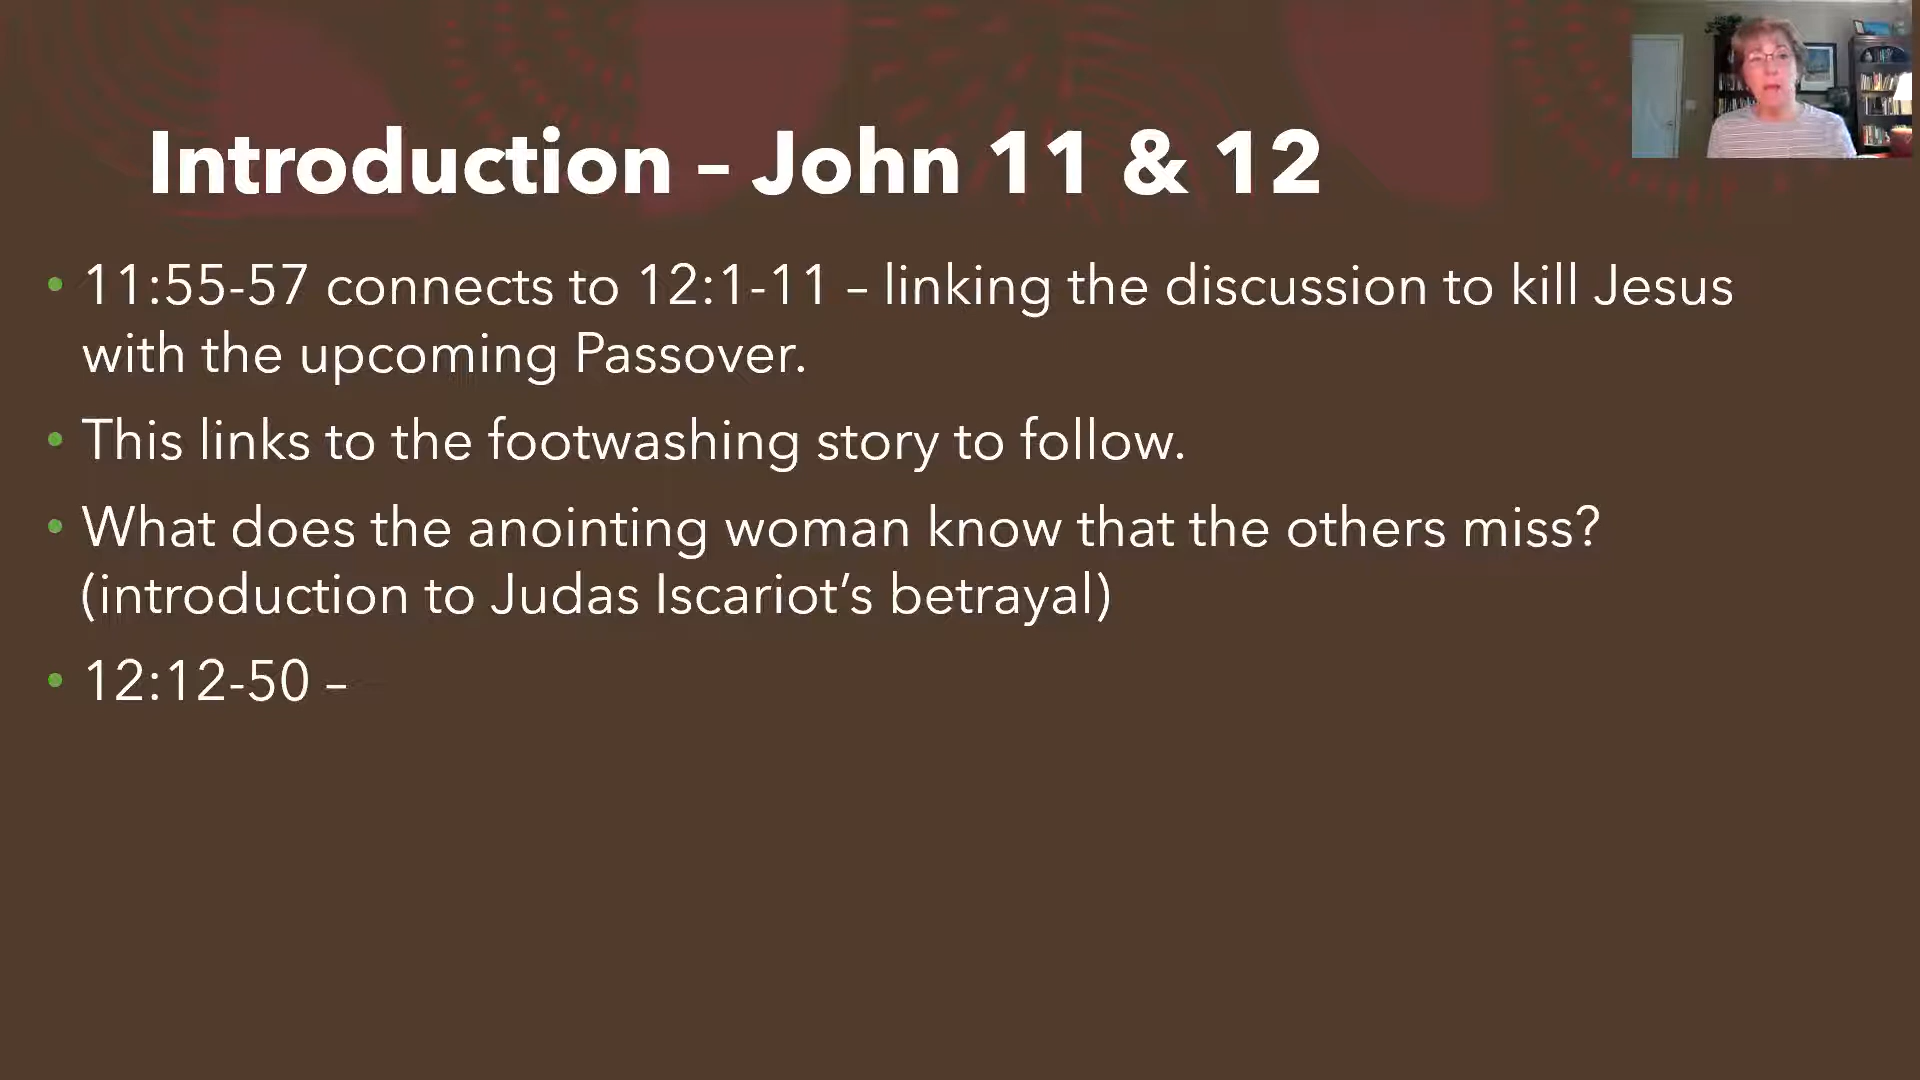 Introduction – John 11 & 12
• 11:55-57 connects to 12:1-11 – linking the discussion to kill Jesus
with the upcoming Passover.
• This links to the footwashing story to follow.
• What does the anointing woman know that the others miss?
(introduction to Judas Iscariot’s betrayal)
• 12:12-50 –